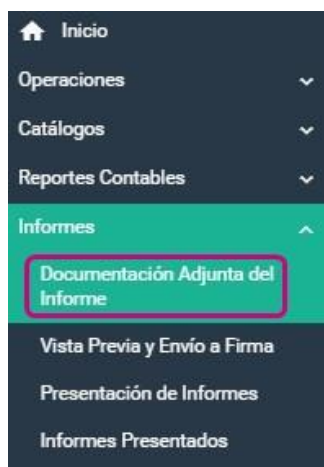 Inicio
Operaciones
Catálogos
Reportes Contables
Informes
Documentación Adjunta del
Informe
Vista Previa y Envío a Firma
Presentación de Informes
Informes Presentados